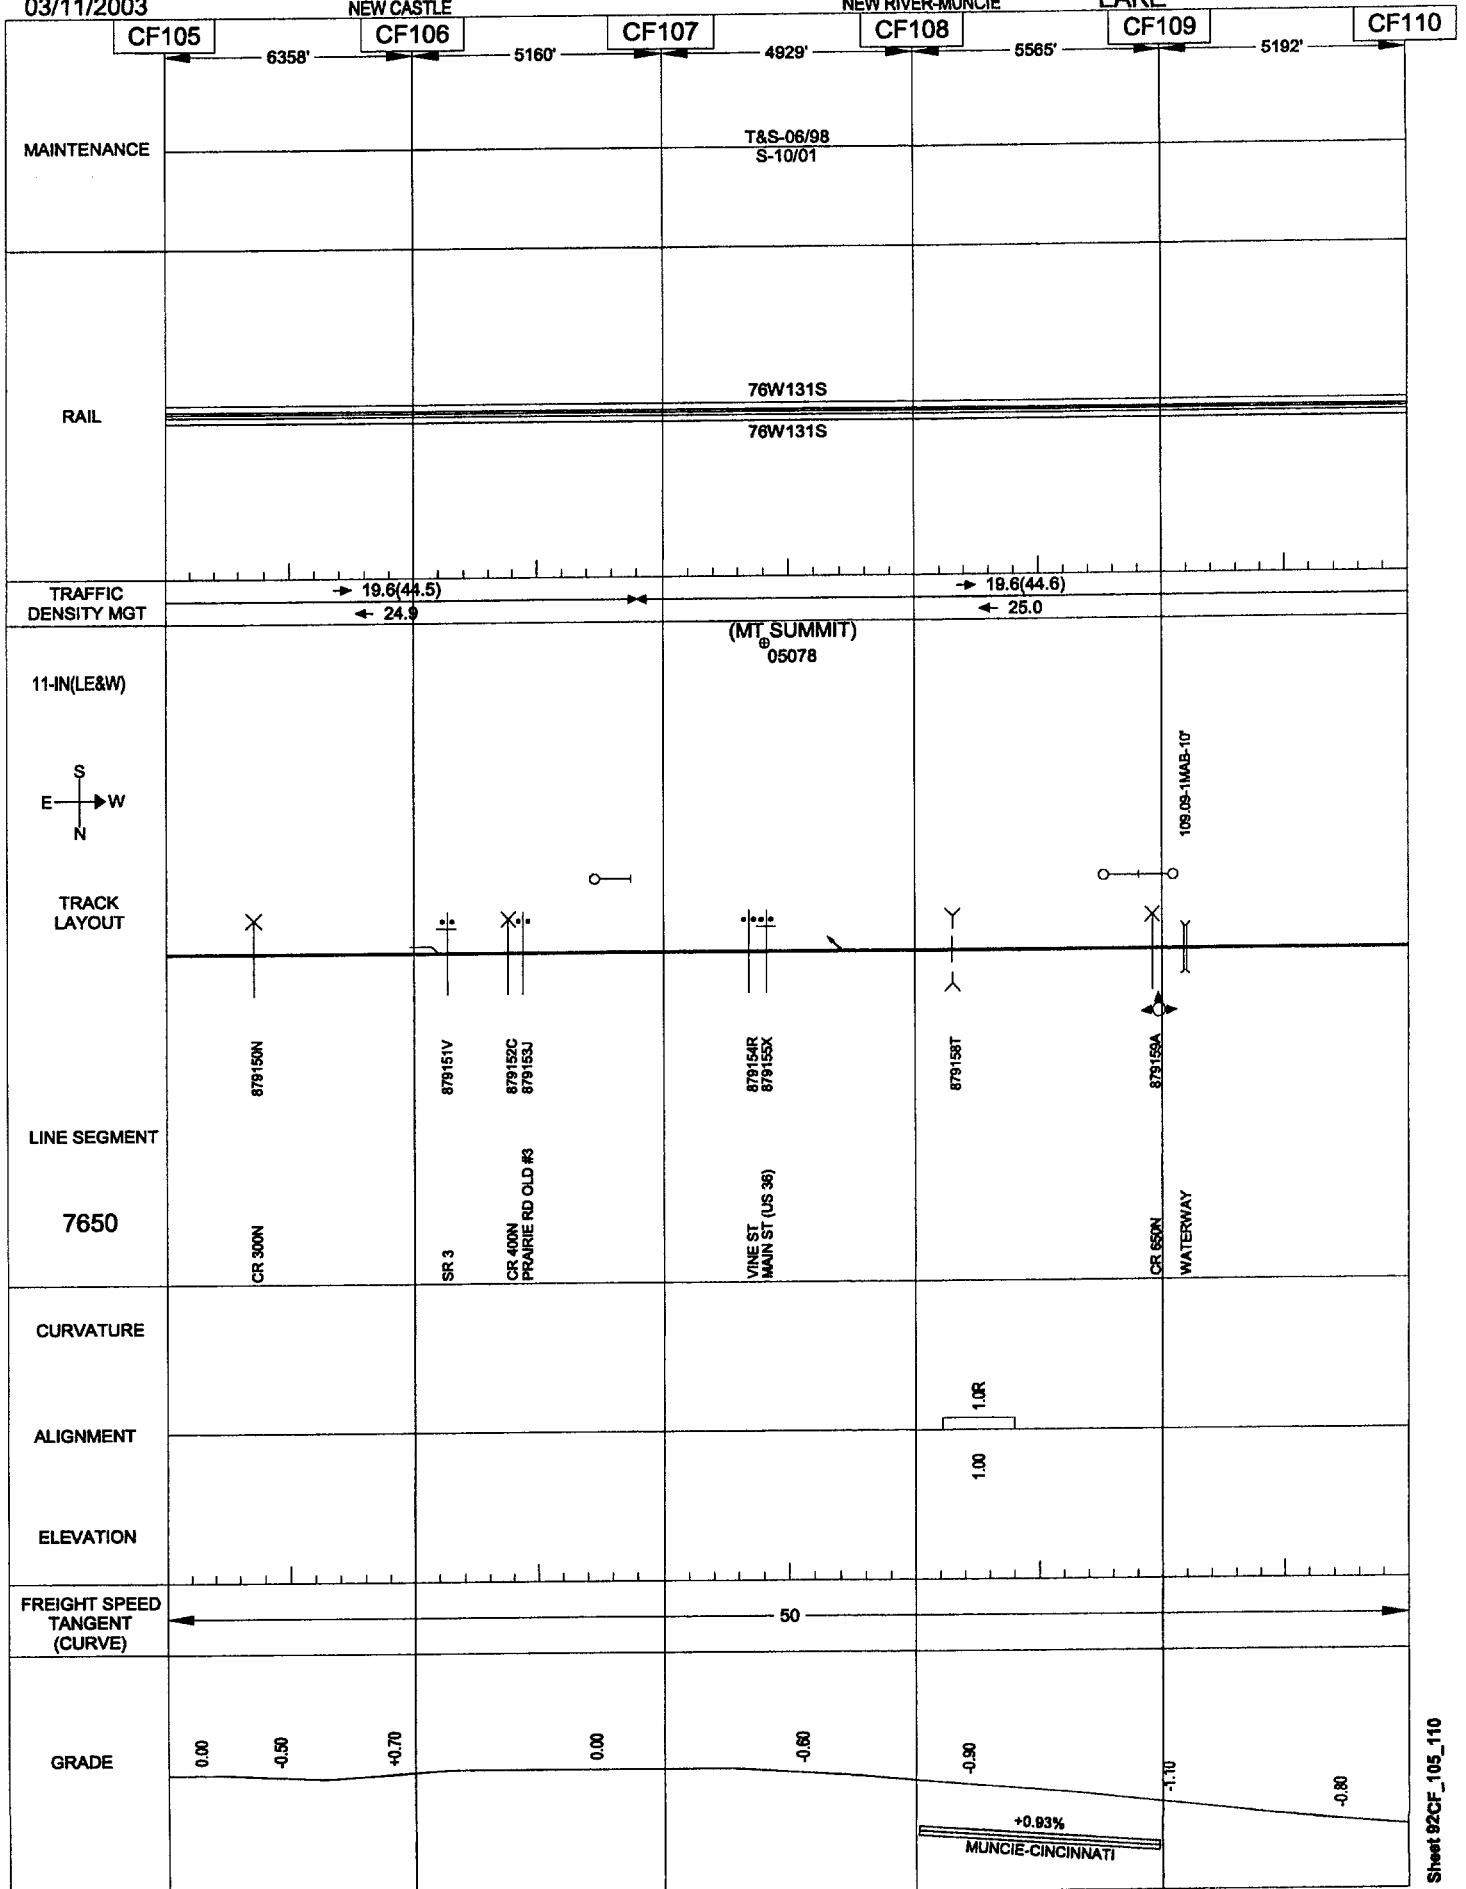 03/11/2003
NEW CASTLE
NEW RIVER-MUNCIE
LAKE
CF105
CF106
CF107
CF108
CF109
CF110
6358'
5160'
4929'
5565'
5192'
MAINTENANCE
T&S-06/98
S-10/01
RAIL
76W131S
76W131S
TRAFFIC
DENSITY MGT
19.6(44.5)
24.9
19.6(44.6)
25.0
(MT SUMMIT)
05078
11-IN(LE&W)
S
E
W
N
109.09-1MAB-10'
TRACK
LAYOUT
879150N
879151V
879152C
879153J
879154R
879155X
879158T
879159A
LINE SEGMENT
7650
CR 300N
SR 3
CR 400N
PRAIRIE RD OLD #3
VINE ST
MAIN ST (US 36)
CR 650N
WATERWAY
CURVATURE
ALIGNMENT
1.0R
1.00
ELEVATION
FREIGHT SPEED
TANGENT
(CURVE)
50
GRADE
0.00
-0.50
+0.70
0.00
-0.60
-0.90
-1.10
-0.80
+0.93%
MUNCIE-CINCINNATI
Sheet 92CF_105_110